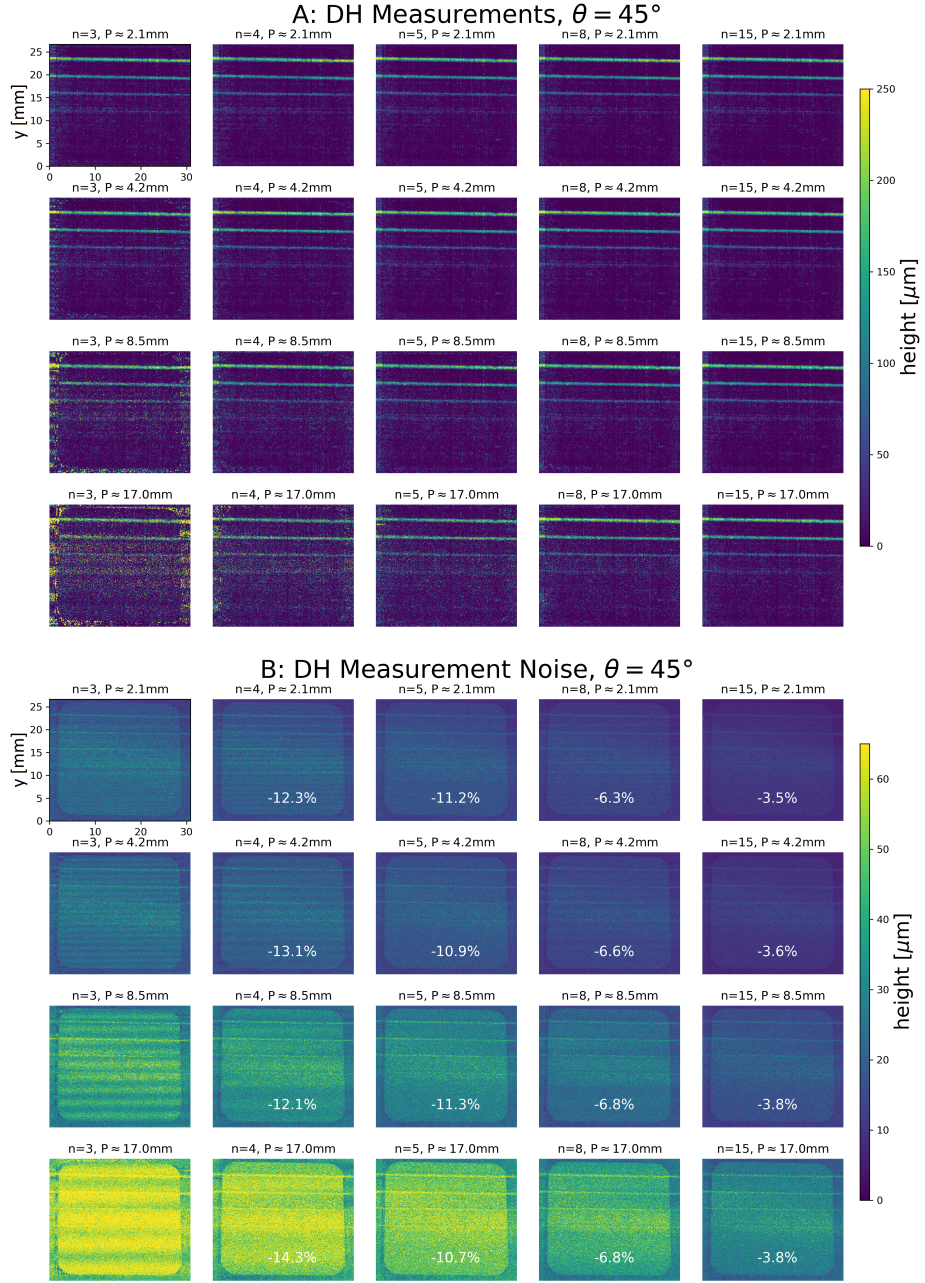 A: DH Measurements, θ = 45°
n=3, P ≈ 2.1mm n=4, P ≈ 2.1mm n=5, P ≈ 2.1mm n=8, P ≈ 2.1mm n=15, P ≈ 2.1mm
25
20
15
10
5
0
y [mm]
0 10 20 30
n=3, P ≈ 4.2mm n=4, P ≈ 4.2mm n=5, P ≈ 4.2mm n=8, P ≈ 4.2mm n=15, P ≈ 4.2mm
n=3, P ≈ 8.5mm n=4, P ≈ 8.5mm n=5, P ≈ 8.5mm n=8, P ≈ 8.5mm n=15, P ≈ 8.5mm
n=3, P ≈ 17.0mm n=4, P ≈ 17.0mm n=5, P ≈ 17.0mm n=8, P ≈ 17.0mm n=15, P ≈ 17.0mm
250
200
150
100
50
0
height [μm]
B: DH Measurement Noise, θ = 45°
n=3, P ≈ 2.1mm n=4, P ≈ 2.1mm n=5, P ≈ 2.1mm n=8, P ≈ 2.1mm n=15, P ≈ 2.1mm
25
20
15
10
5
0
y [mm]
-12.3% -11.2% -6.3% -3.5%
0 10 20 30
n=3, P ≈ 4.2mm n=4, P ≈ 4.2mm n=5, P ≈ 4.2mm n=8, P ≈ 4.2mm n=15, P ≈ 4.2mm
-13.1% -10.9% -6.6% -3.6%
n=3, P ≈ 8.5mm n=4, P ≈ 8.5mm n=5, P ≈ 8.5mm n=8, P ≈ 8.5mm n=15, P ≈ 8.5mm
-12.1% -11.3% -6.8% -3.8%
n=3, P ≈ 17.0mm n=4, P ≈ 17.0mm n=5, P ≈ 17.0mm n=8, P ≈ 17.0mm n=15, P ≈ 17.0mm
-14.3% -10.7% -6.8% -3.8%
60
50
40
30
20
10
0
height [μm]